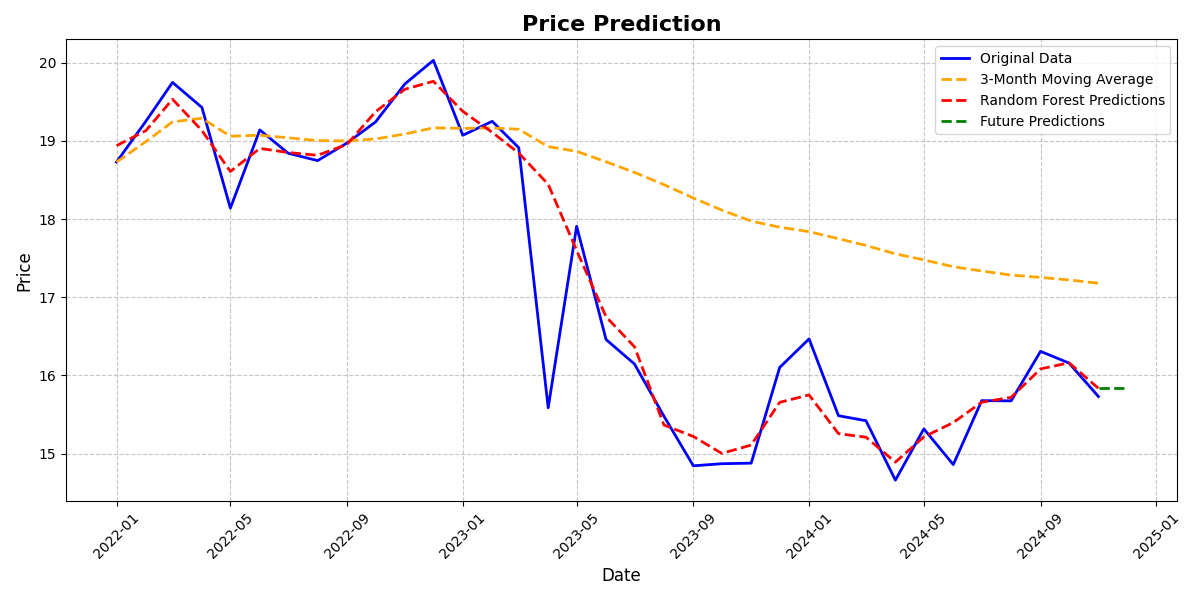 Price Prediction
Original Data
3-Month Moving Average
Random Forest Predictions
Future Predictions
20
19
18
17
16
15
Price
2022-01
2022-05
2022-09
2023-01
2023-05
2023-09
2024-01
2024-05
2024-09
2025-01
Date